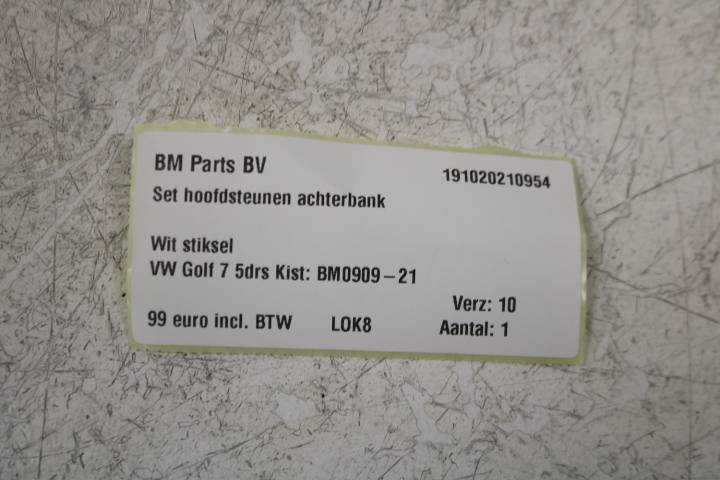 BM Parts BV
191020210954
Set hoofdsteunen achterbank
Wit stiksel
VW Golf 7 5drs Kist: BM0909-21
Verz: 10
99 euro incl. BTW LOK8 Aantal: 1